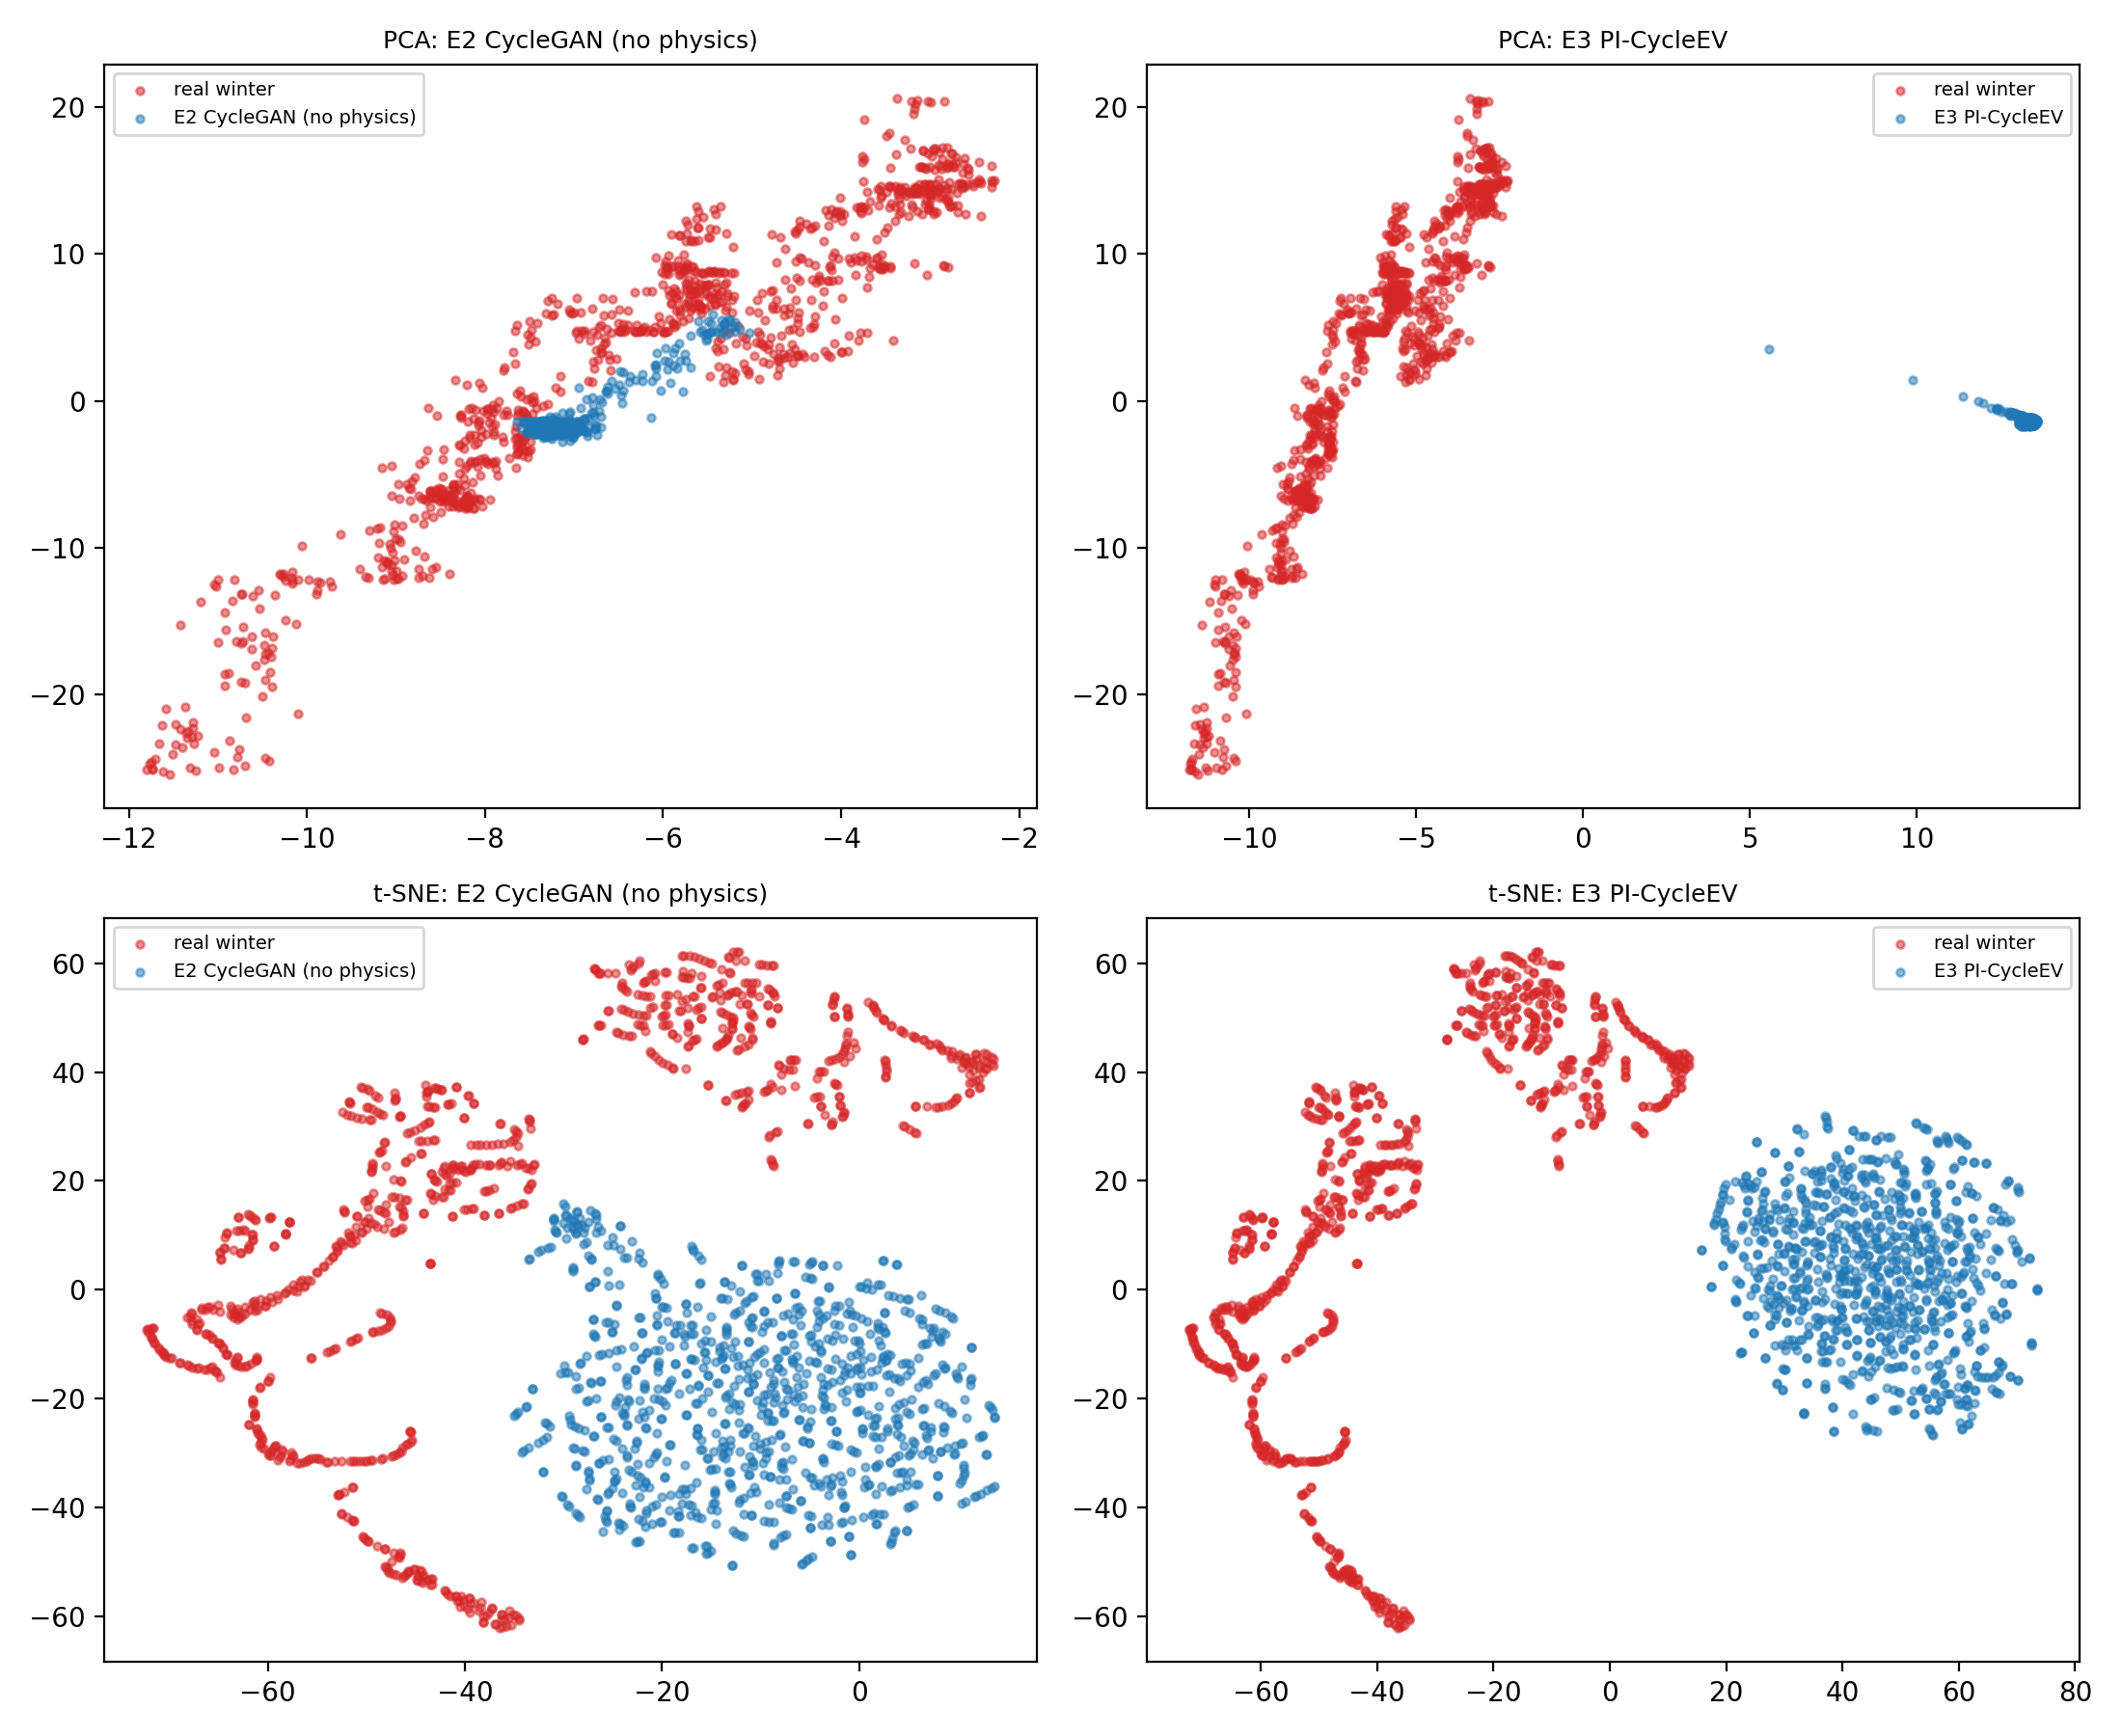 PCA: E2 CycleGAN (no physics)
real winter
E2 CycleGAN (no physics)
20
10
0
−10
−20
−12 −10 −8 −6 −4 −2
PCA: E3 PI-CycleEV
real winter
E3 PI-CycleEV
20
10
0
−10
−20
−10 −5 0 5 10
t-SNE: E2 CycleGAN (no physics)
real winter
E2 CycleGAN (no physics)
60
40
20
0
−20
−40
−60
−60 −40 −20 0
t-SNE: E3 PI-CycleEV
real winter
E3 PI-CycleEV
60
40
20
0
−20
−40
−60
−60 −40 −20 0 20 40 60 80